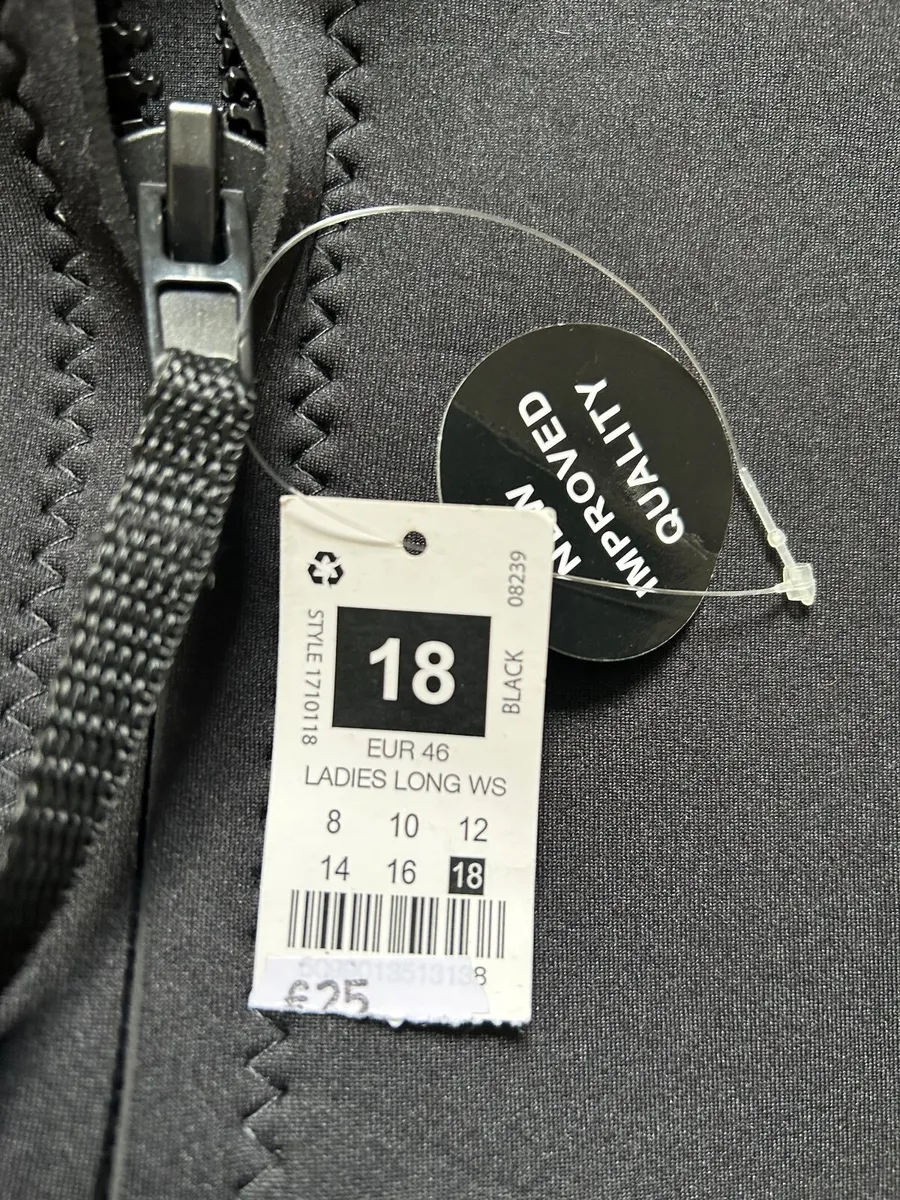 NEW
IMPROVED
QUALITY
08239
STYLE 1710118
18
BLACK
EUR 46
LADIES LONG WS
8 10 12
14 16 18
£25